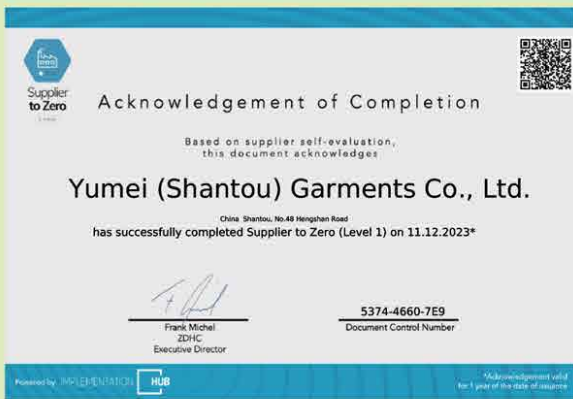 Supplier
to Zero
Acknowledgement of Completion
Based on supplier self-evaluation,
this document acknowledges
Yumei (Shantou) Garments Co., Ltd.
China Shantou, No.48 Hengshan Road
has successfully completed Supplier to Zero (Level 1) on 11.12.2023*
Frank Michel
ZDHC
Executive Director
5374-4660-7E9
Document Control Number
Powered by IMPLEMENTATION HUB
*Acknowledgement valid
for 1 year of the date of issuance